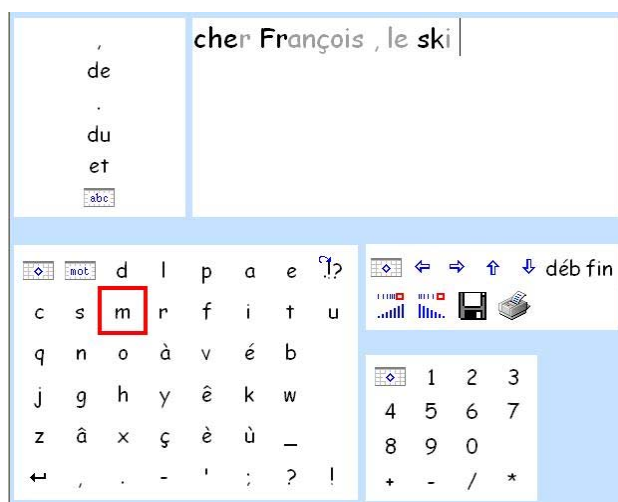 ,
de
.
du
et
abc
cher François , le ski
mot d l p a e .!?
c s m r f i t u
q n o à v é b
j g h y ê k w
z â x ç è ù _
, . - ' ; ? !
déb fin
1 2 3
4 5 6 7
8 9 0
+ - / *